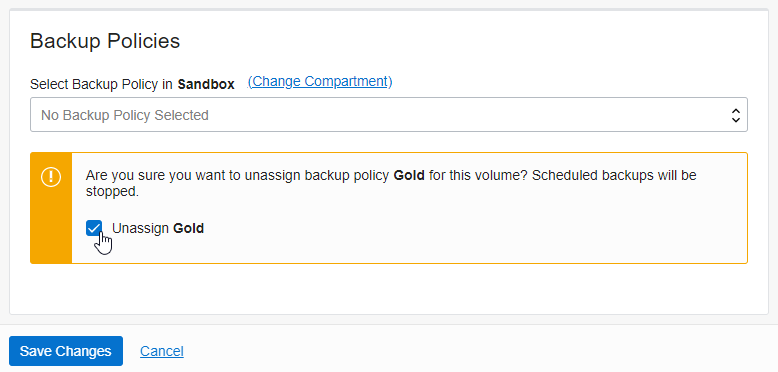 Backup Policies
Select Backup Policy in Sandbox (Change Compartment)
No Backup Policy Selected
Are you sure you want to unassign backup policy Gold for this volume? Scheduled backups will be
stopped.
Unassign Gold
Save Changes Cancel